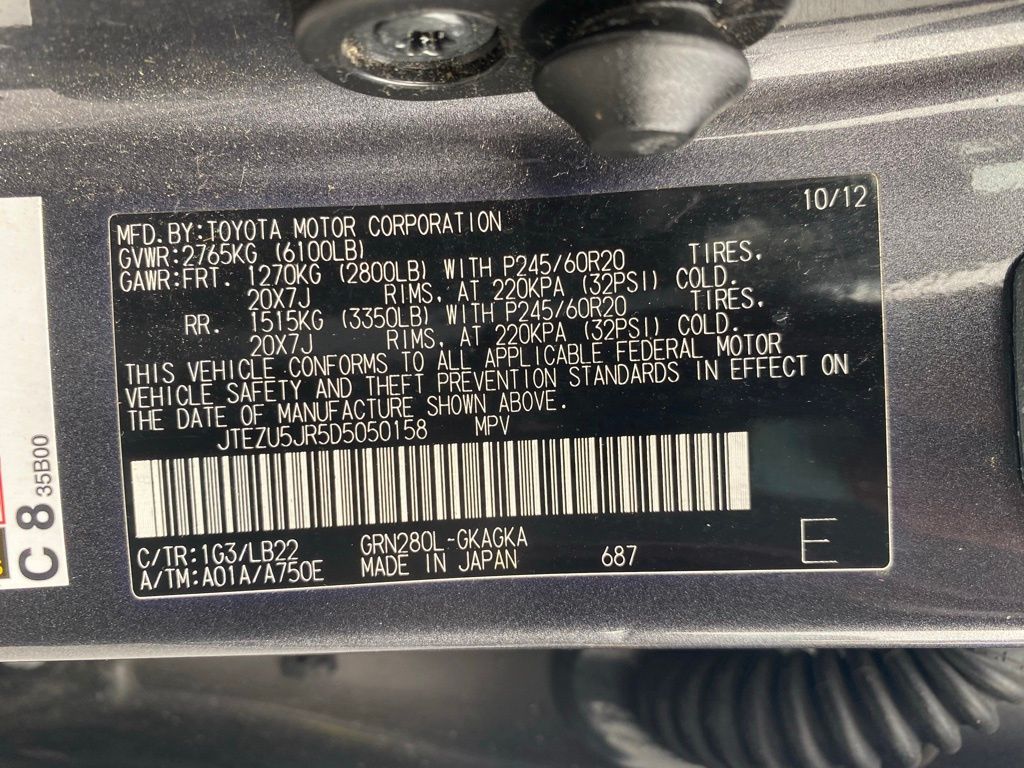 10/12
MFD.BY:TOYOTA MOTOR CORPORATION
GVWR:2765KG (6100LB)
GAWR:FRT. 1270KG (2800LB) WITH P245/60R20 TIRES,
20X7J RIMS, AT 220KPA (32PSI) COLD.
RR. 1515KG (3350LB) WITH P245/60R20 TIRES,
20X7J RIMS, AT 220KPA (32PSI) COLD.
THIS VEHICLE CONFORMS TO ALL APPLICABLE FEDERAL MOTOR
VEHICLE SAFETY AND THEFT PREVENTION STANDARDS IN EFFECT ON
THE DATE OF MANUFACTURE SHOWN ABOVE.
JTEZU5JR5D5050158 MPV
C/TR:1G3/LB22 GRN280L-GKAGKA
A/TM:A01A/A750E MADE IN JAPAN 687 E
C 8 35B00